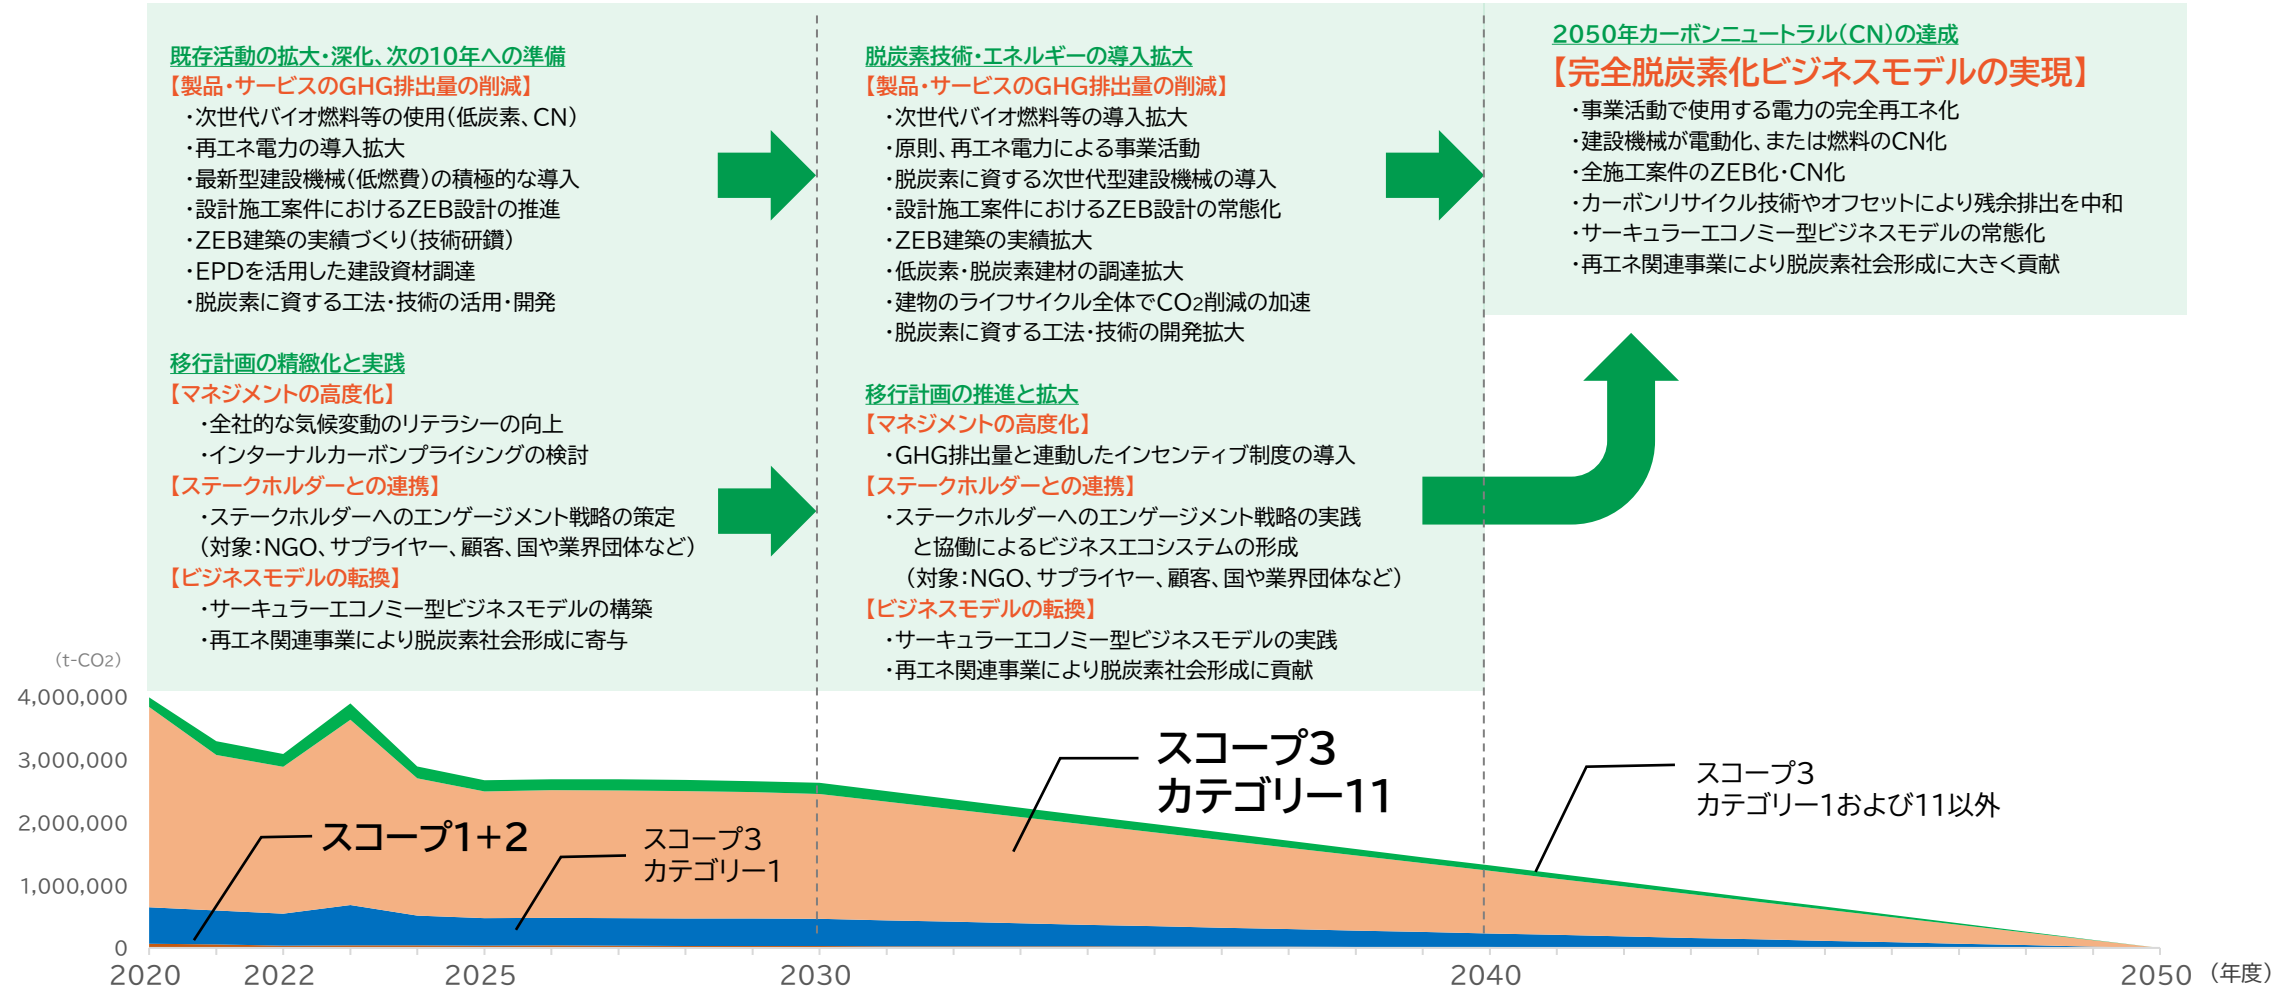 既存活動の拡大・深化、次の10年への準備
【製品・サービスのGHG排出量の削減】
・次世代バイオ燃料等の使用（低炭素、CN）
・再エネ電力の導入拡大
・最新型建設機械（低燃費）の積極的な導入
・設計施工案件におけるZEB設計の推進
・ZEB建築の実績づくり（技術研鑽）
・EPDを活用した建設資材調達
・脱炭素に資する工法・技術の活用・開発
移行計画の精緻化と実践
【マネジメントの高度化】
・全社的な気候変動のリテラシーの向上
・インターナルカーボンプライシングの検討
【ステークホルダーとの連携】
・ステークホルダーへのエンゲージメント戦略の策定
（対象：NGO、サプライヤー、顧客、国や業界団体など）
【ビジネスモデルの転換】
・サーキュラーエコノミー型ビジネスモデルの構築
・再エネ関連事業により脱炭素社会形成に寄与
脱炭素技術・エネルギーの導入拡大
【製品・サービスのGHG排出量の削減】
・次世代バイオ燃料等の導入拡大
・原則、再エネ電力による事業活動
・脱炭素に資する次世代型建設機械の導入
・設計施工案件におけるZEB設計の常態化
・ZEB建築の実績拡大
・低炭素・脱炭素建材の調達拡大
・建物のライフサイクル全体でCO2削減の加速
・脱炭素に資する工法・技術の開発拡大
移行計画の推進と拡大
【マネジメントの高度化】
・GHG排出量と連動したインセンティブ制度の導入
【ステークホルダーとの連携】
・ステークホルダーへのエンゲージメント戦略の実践
と協働によるビジネスエコシステムの形成
（対象：NGO、サプライヤー、顧客、国や業界団体など）
【ビジネスモデルの転換】
・サーキュラーエコノミー型ビジネスモデルの実践
・再エネ関連事業により脱炭素社会形成に貢献
2050年カーボンニュートラル（CN）の達成
【完全脱炭素化ビジネスモデルの実現】
・事業活動で使用する電力の完全再エネ化
・建設機械が電動化、または燃料のCN化
・全施工案件のZEB化・CN化
・カーボンリサイクル技術やオフセットにより残余排出を中和
・サーキュラーエコノミー型ビジネスモデルの常態化
・再エネ関連事業により脱炭素社会形成に大きく貢献
（t-CO2）
4,000,000
3,000,000
2,000,000
1,000,000
0
スコープ1+2
スコープ3
カテゴリー1
スコープ3
カテゴリー11
スコープ3
カテゴリー1および11以外
2020 2022 2025 2030 2040 2050（年度）